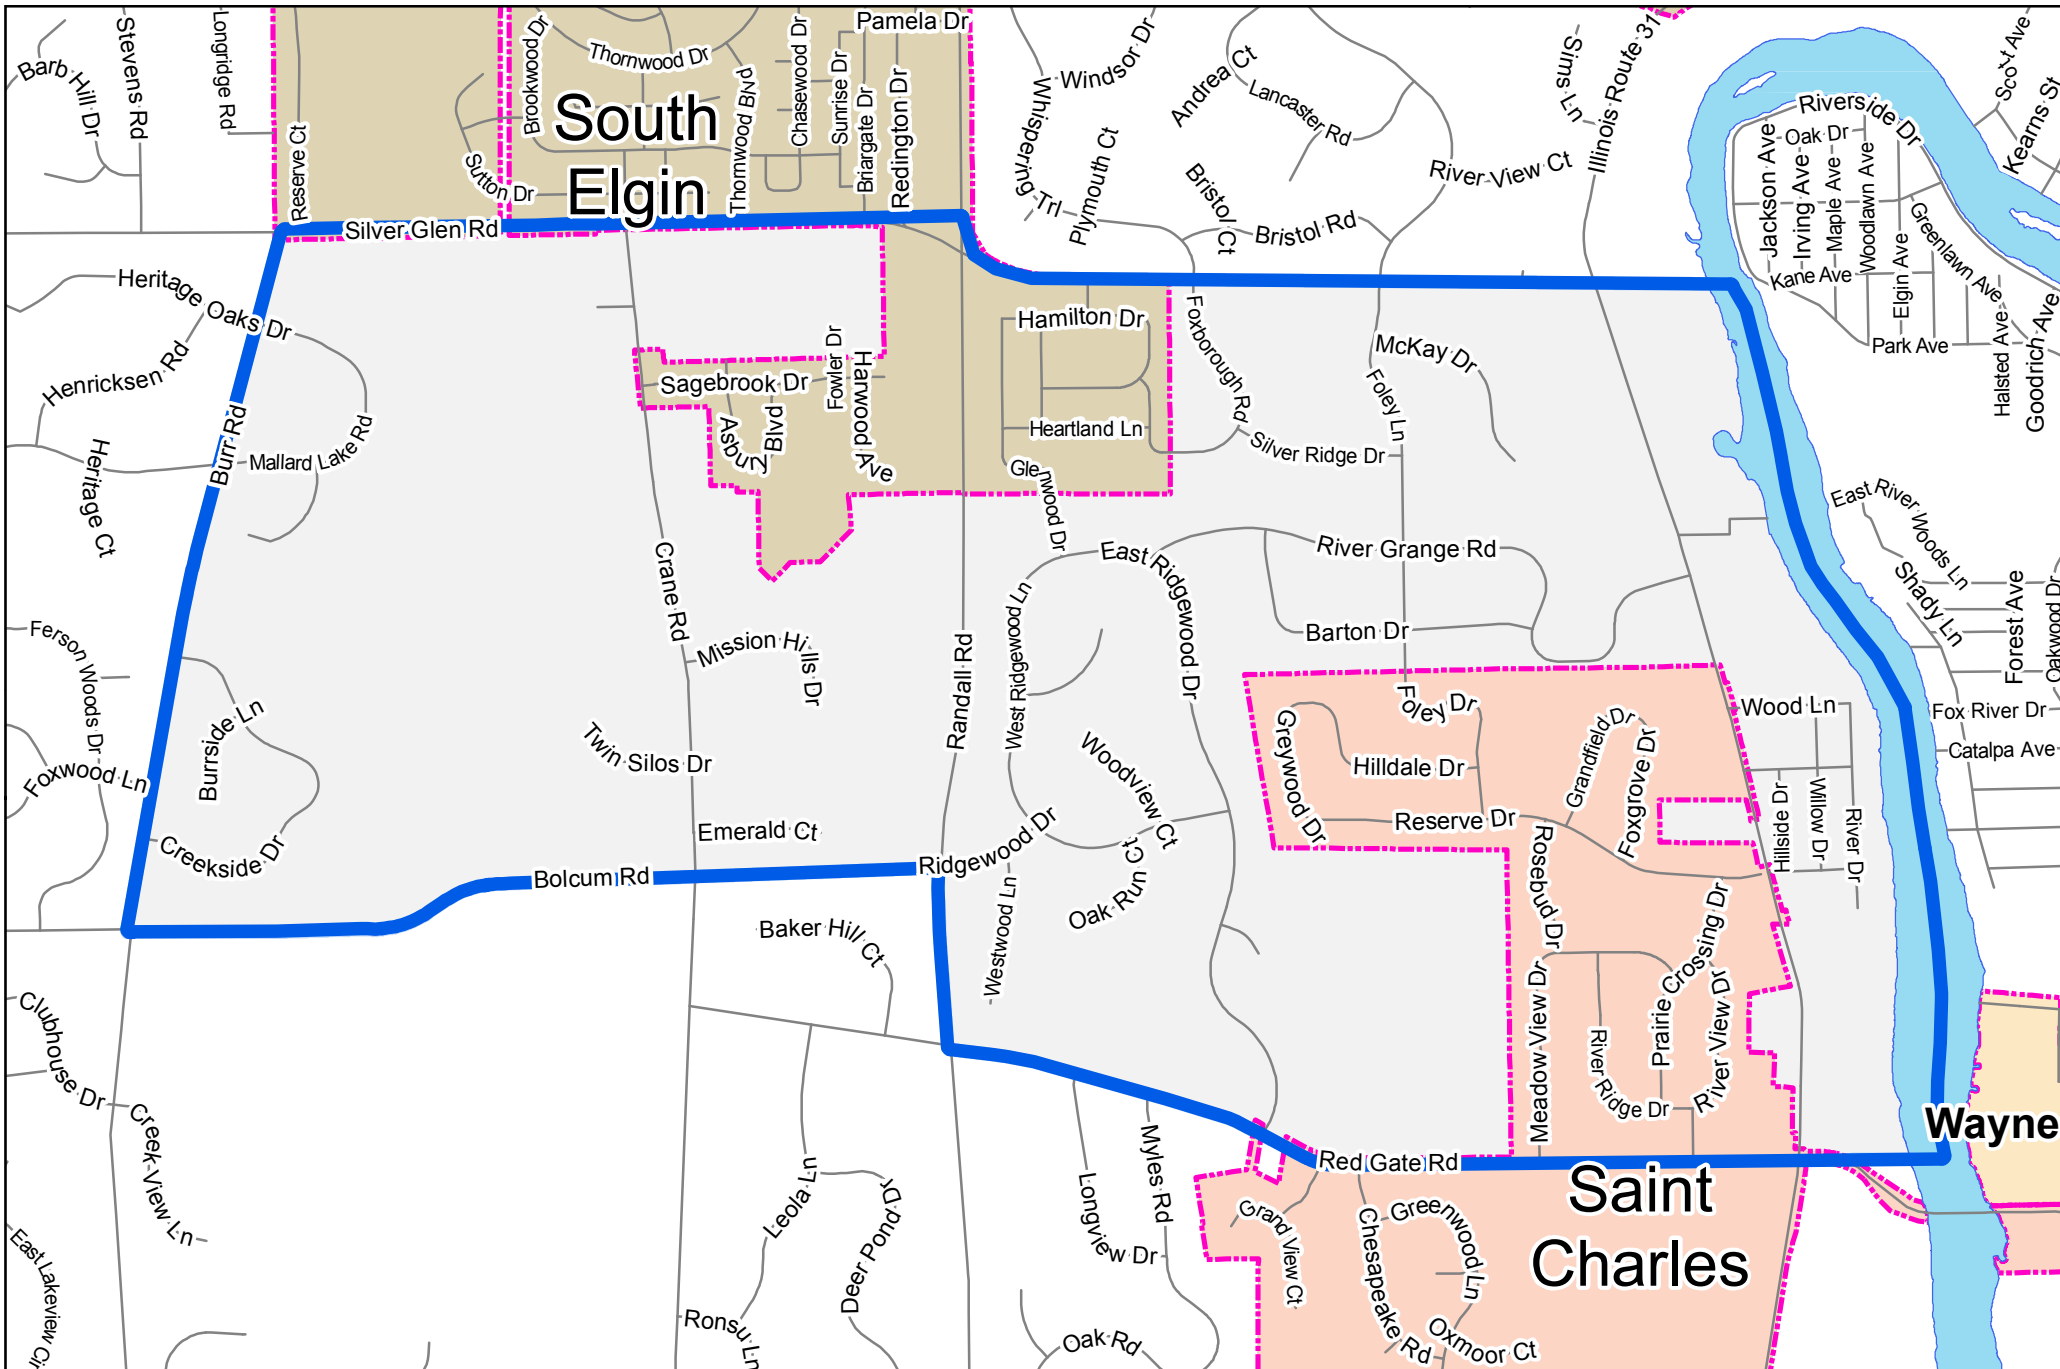 Pamela Dr
Stevens Rd
Longridge Rd
Barb Hill Dr
Brookwood Dr
Thornwood Dr
Thornwood Blvd
Chasewood Dr
Sunrise Dr
Briargate Dr
Redington Dr
Reserve Ct
Sutton Dr
South
Elgin
Whispering Trl
Windsor Dr
Andrea Ct
Lancaster Rd
Plymouth Ct
Bristol Ct
Bristol Rd
River View Ct
Sims Ln
Illinois Route 31
Scott Ave
Kearns St
Riverside Dr
Oak Dr
Jackson Ave
Irving Ave
Maple Ave
Woodlawn Ave
Elgin Ave
Greenlawn Ave
Kane Ave
Park Ave
Halsted Ave
Goodrich Ave
Silver Glen Rd
Heritage Oaks Dr
Henricksen Rd
Heritage Ct
Burr Rd
Mallard Lake Rd
Hamilton Dr
Foxborough Rd
McKay Dr
Foley Ln
Sagebrook Dr
Fowler Dr
Harwood Ave
Asbury Blvd
Heartland Ln
Silver Ridge Dr
Glenwood Dr
East River Woods Ln
Shady Ln
Forest Ave
Oakwood Dr
Crane Rd
East Ridgewood Dr
River Grange Rd
Barton Dr
West Ridgewood Ln
Ferson Woods Dr
Mission Hills Dr
Randall Rd
Foxwood Ln
Burrside Ln
Creekside Dr
Twin Silos Dr
Emerald Ct
Woodview Ct
Oak Run Ct
Greywood Dr
Foley Dr
Hilldale Dr
Grandfield Dr
Foxgrove Dr
Reserve Dr
Wood Ln
Fox River Dr
Catalpa Ave
Hillside Dr
Willow Dr
River Dr
Bolcum Rd
Ridgewood Dr
Westwood Ln
Baker Hill Ct
Rosebud Dr
Meadow View Dr
Prairie Crossing Dr
River View Dr
River Ridge Dr
Clubhouse Dr
Creek View Ln
Wayne
Red Gate Rd
Saint
Charles
Myles Rd
Longview Dr
Leola Ln
Deer Pond Dr
Grand View Ct
Greenwood Ln
Chesapeake Rd
Oxmoor Ct
East Lakeview Cir
Ronsu Ln
Oak Rd